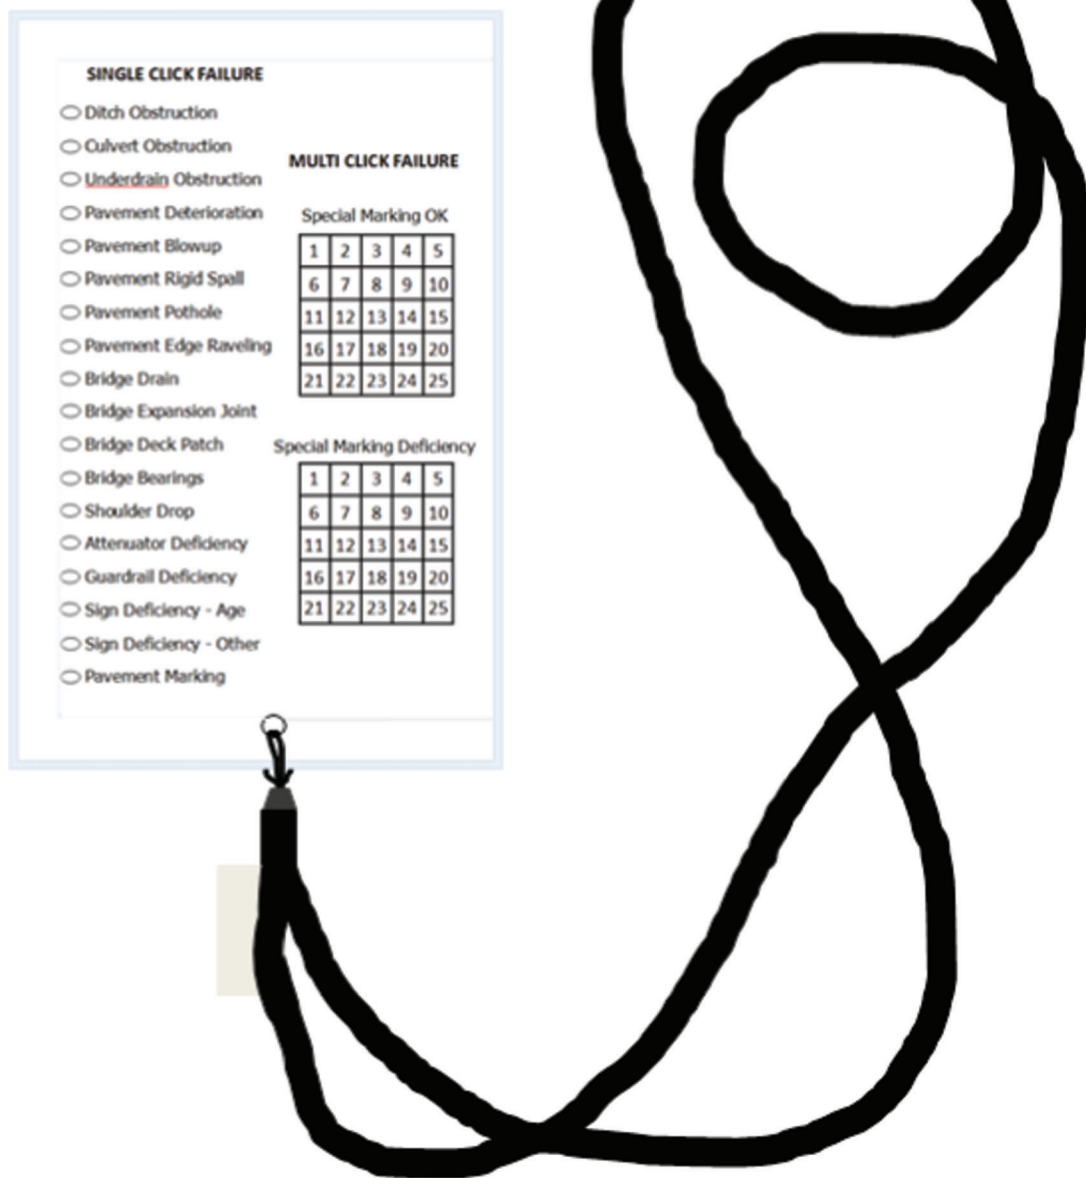 SINGLE CLICK FAILURE
Ditch Obstruction
Culvert Obstruction
Underdrain Obstruction
Pavement Deterioration
Pavement Blowup
Pavement Rigid Spall
Pavement Pothole
Pavement Edge Raveling
Bridge Drain
Bridge Expansion Joint
Bridge Deck Patch
Bridge Bearings
Shoulder Drop
Attenuator Deficiency
Guardrail Deficiency
Sign Deficiency - Age
Sign Deficiency - Other
Pavement Marking
MULTI CLICK FAILURE
Special Marking OK
1 2 3 4 5
6 7 8 9 10
11 12 13 14 15
16 17 18 19 20
21 22 23 24 25
Special Marking Deficiency
1 2 3 4 5
6 7 8 9 10
11 12 13 14 15
16 17 18 19 20
21 22 23 24 25